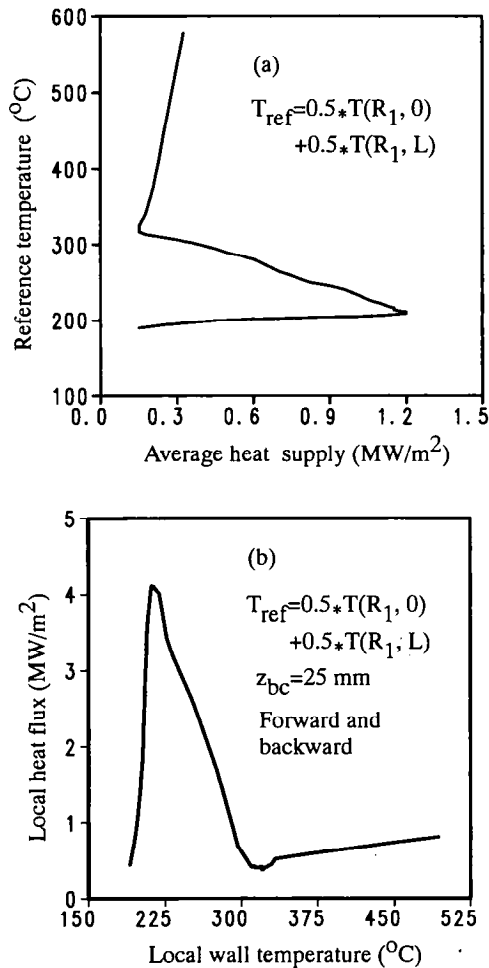 600
500
400
300
200
100
Reference temperature (°C)
(a)
T_ref=0.5*T(R_1, 0)
+0.5*T(R_1, L)
0.0 0.3 0.6 0.9 1.2 1.5
Average heat supply (MW/m²)
5
4
3
2
1
0
Local heat flux (MW/m²)
(b)
T_ref=0.5*T(R_1, 0)
+0.5*T(R_1, L)
z_bc=25 mm
Forward and
backward
150 225 300 375 450 525
Local wall temperature (°C)